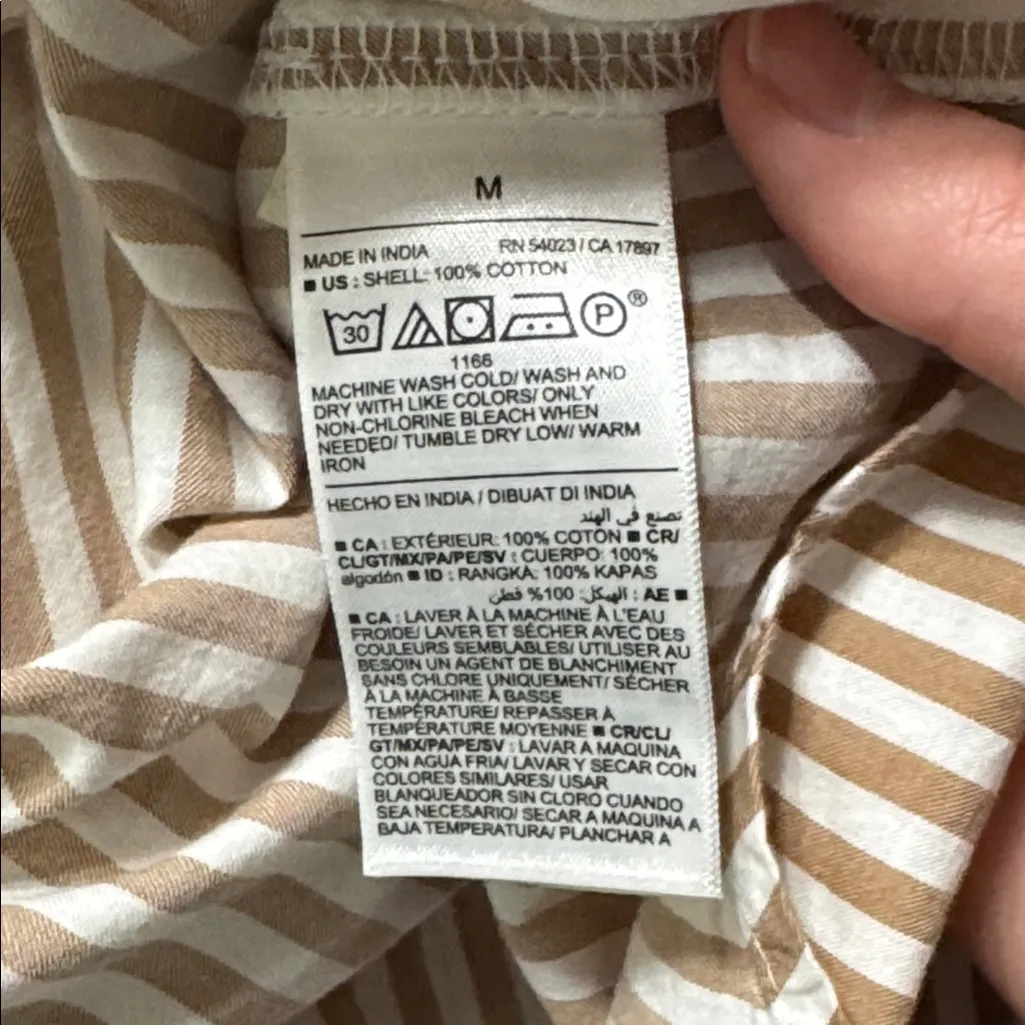 M
MADE IN INDIA RN 54023 / CA 17897
■ US : SHELL: 100% COTTON
30 P ®
1166
MACHINE WASH COLD/ WASH AND
DRY WITH LIKE COLORS/ ONLY
NON-CHLORINE BLEACH WHEN
NEEDED/ TUMBLE DRY LOW/ WARM
IRON
HECHO EN INDIA / DIBUAT DI INDIA
تصنع في الهند
■ CA : EXTÉRIEUR: 100% COTON ■ CR/
CL/GT/MX/PA/PE/SV : CUERPO: 100%
algodón ■ ID : RANGKA: 100% KAPAS
■ AE : الهيكل: 100% قطن
■ CA : LAVER À LA MACHINE À L'EAU
FROIDE/ LAVER ET SÉCHER AVEC DES
COULEURS SEMBLABLES/ UTILISER AU
BESOIN UN AGENT DE BLANCHIMENT
SANS CHLORE UNIQUEMENT/ SÉCHER
À LA MACHINE À BASSE
TEMPÉRATURE/ REPASSER À
TEMPÉRATURE MOYENNE ■ CR/CL/
GT/MX/PA/PE/SV : LAVAR A MAQUINA
CON AGUA FRIA/ LAVAR Y SECAR CON
COLORES SIMILARES/ USAR
BLANQUEADOR SIN CLORO CUANDO
SEA NECESARIO/ SECAR A MAQUINA A
BAJA TEMPERATURA/ PLANCHAR A